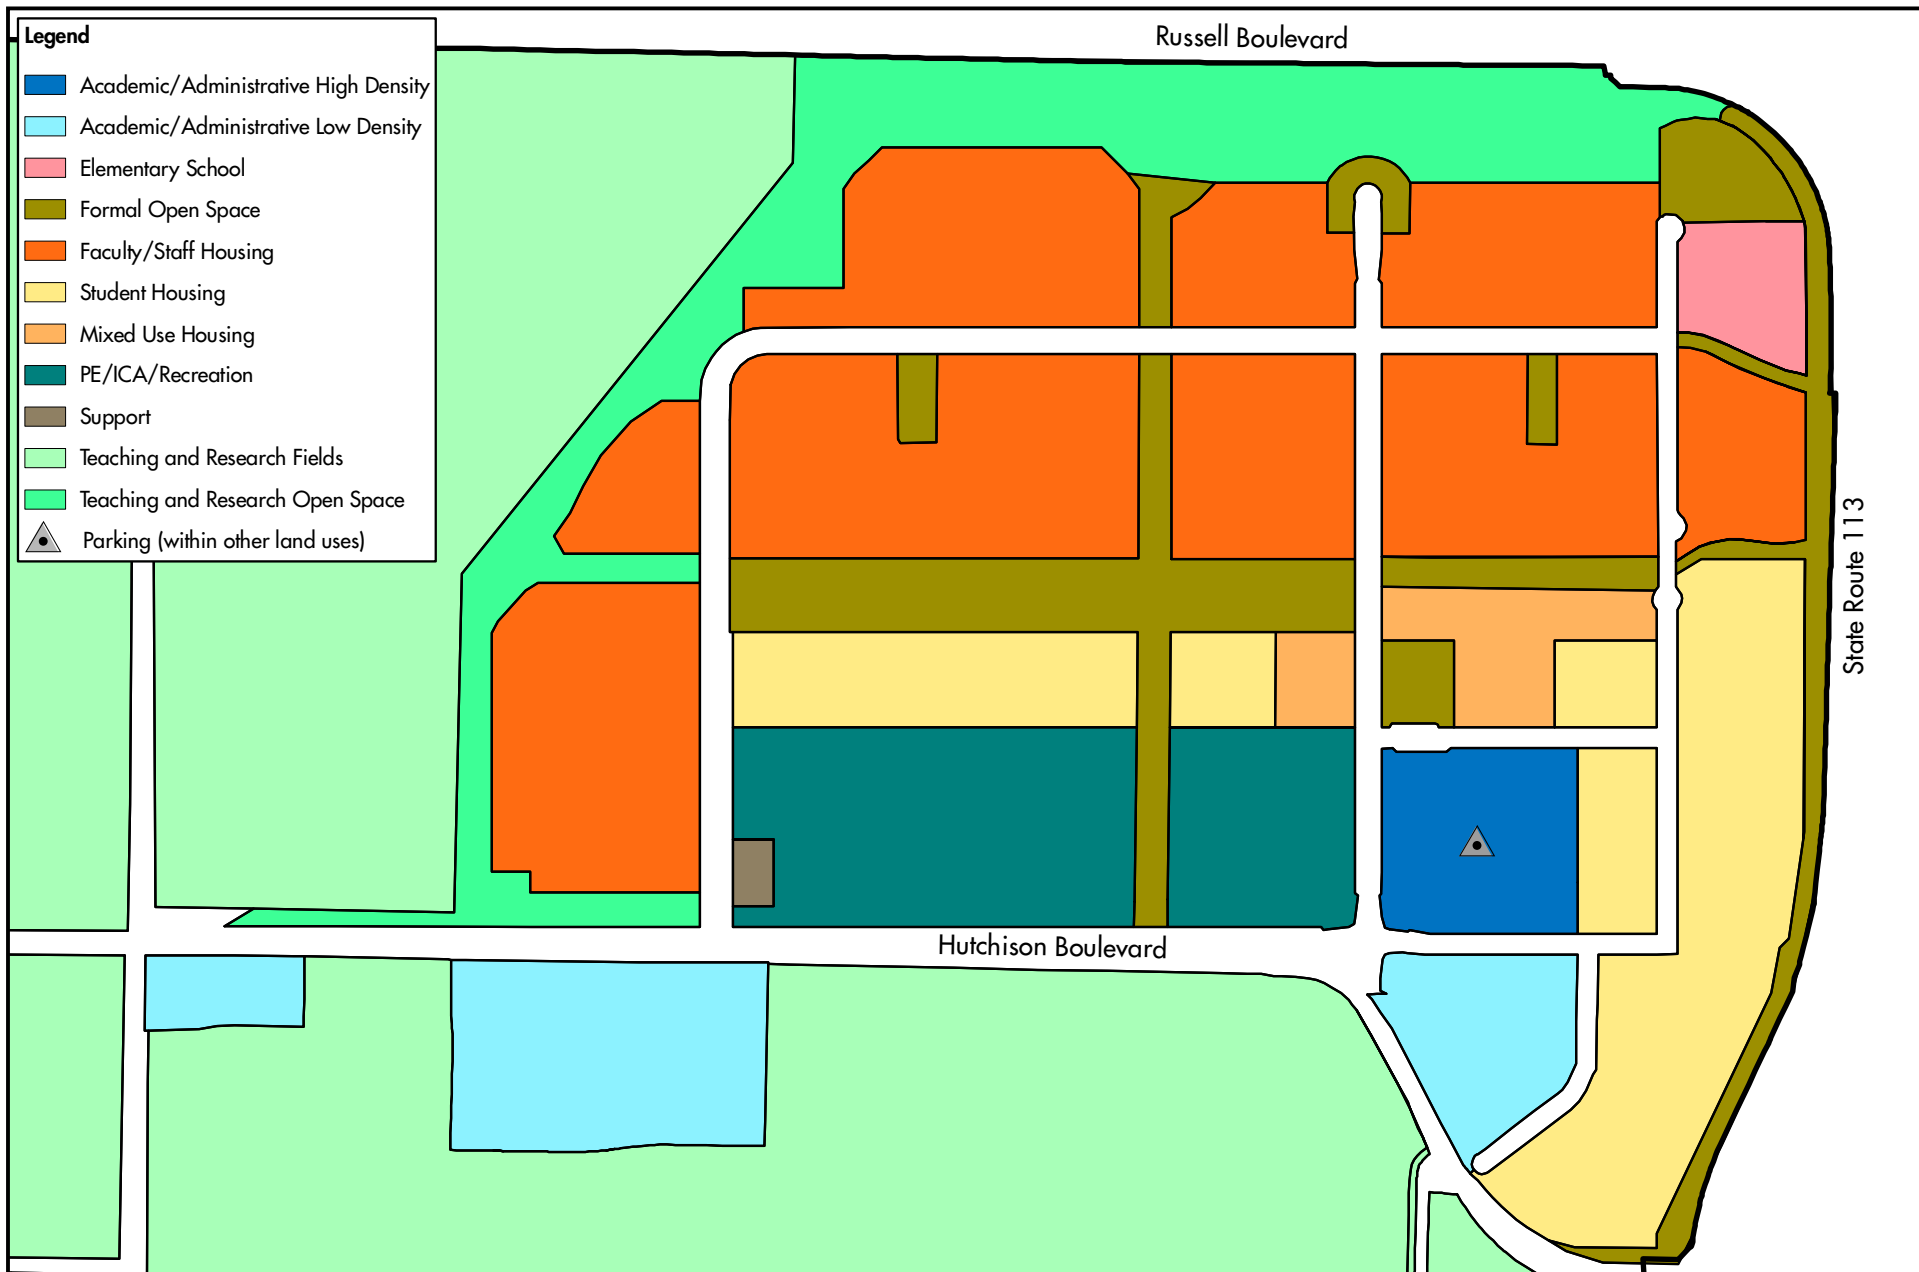 Legend
Academic/Administrative High Density
Academic/Administrative Low Density
Elementary School
Formal Open Space
Faculty/Staff Housing
Student Housing
Mixed Use Housing
PE/ICA/Recreation
Support
Teaching and Research Fields
Teaching and Research Open Space
Parking (within other land uses)
Russell Boulevard
State Route 113
Hutchison Boulevard